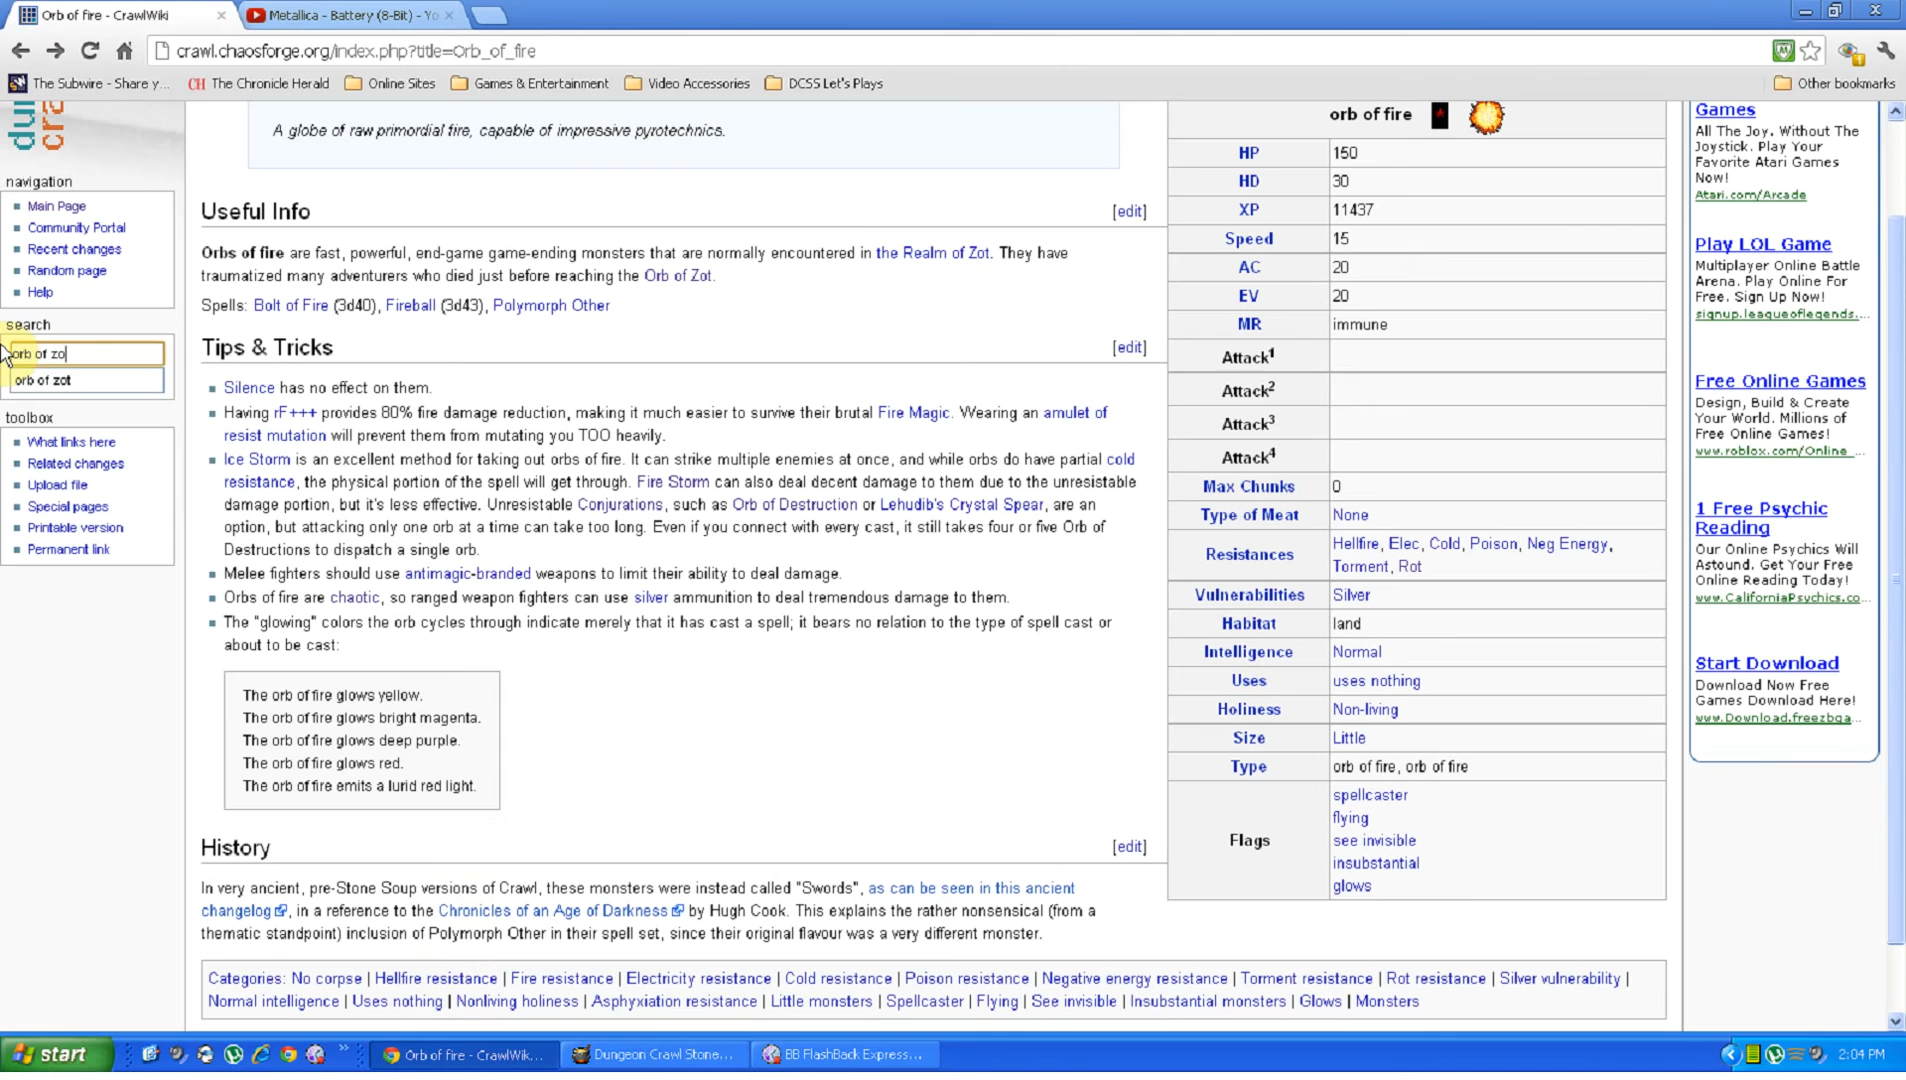 Orb of fire - CrawlWiki
Metallica - Battery (8-Bit) - Yo
crawl.chaosforge.org/index.php?title=Orb_of_fire
The Subwire - Share y...
CH The Chronicle Herald
Online Sites
Games & Entertainment
Video Accessories
DCSS Let's Plays
Other bookmarks
navigation
Main Page
Community Portal
Recent changes
Random page
Help
search
orb of zo
orb of zot
toolbox
What links here
Related changes
Upload file
Special pages
Printable version
Permanent link
A globe of raw primordial fire, capable of impressive pyrotechnics.
Useful Info [edit]
Orbs of fire are fast, powerful, end-game game-ending monsters that are normally encountered in the Realm of Zot. They have
traumatized many adventurers who died just before reaching the Orb of Zot.
Spells: Bolt of Fire (3d40), Fireball (3d43), Polymorph Other
Tips & Tricks [edit]
Silence has no effect on them.
Having rF+++ provides 80% fire damage reduction, making it much easier to survive their brutal Fire Magic. Wearing an amulet of
resist mutation will prevent them from mutating you TOO heavily.
Ice Storm is an excellent method for taking out orbs of fire. It can strike multiple enemies at once, and while orbs do have partial cold
resistance, the physical portion of the spell will get through. Fire Storm can also deal decent damage to them due to the unresistable
damage portion, but it's less effective. Unresistable Conjurations, such as Orb of Destruction or Lehudib's Crystal Spear, are an
option, but attacking only one orb at a time can take too long. Even if you connect with every cast, it still takes four or five Orb of
Destructions to dispatch a single orb.
Melee fighters should use antimagic-branded weapons to limit their ability to deal damage.
Orbs of fire are chaotic, so ranged weapon fighters can use silver ammunition to deal tremendous damage to them.
The "glowing" colors the orb cycles through indicate merely that it has cast a spell; it bears no relation to the type of spell cast or
about to be cast:
The orb of fire glows yellow.
The orb of fire glows bright magenta.
The orb of fire glows deep purple.
The orb of fire glows red.
The orb of fire emits a lurid red light.
History [edit]
In very ancient, pre-Stone Soup versions of Crawl, these monsters were instead called "Swords", as can be seen in this ancient
changelog, in a reference to the Chronicles of an Age of Darkness by Hugh Cook. This explains the rather nonsensical (from a
thematic standpoint) inclusion of Polymorph Other in their spell set, since their original flavour was a very different monster.
orb of fire
HP 150
HD 30
XP 11437
Speed 15
AC 20
EV 20
MR immune
Attack1
Attack2
Attack3
Attack4
Max Chunks 0
Type of Meat None
Resistances Hellfire, Elec, Cold, Poison, Neg Energy,
Torment, Rot
Vulnerabilities Silver
Habitat land
Intelligence Normal
Uses uses nothing
Holiness Non-living
Size Little
Type orb of fire, orb of fire
Flags
spellcaster
flying
see invisible
insubstantial
glows
Categories: No corpse | Hellfire resistance | Fire resistance | Electricity resistance | Cold resistance | Poison resistance | Negative energy resistance | Torment resistance | Rot resistance | Silver vulnerability |
Normal intelligence | Uses nothing | Nonliving holiness | Asphyxiation resistance | Little monsters | Spellcaster | Flying | See invisible | Insubstantial monsters | Glows | Monsters
Games
All The Joy. Without The
Joystick. Play Your
Favorite Atari Games
Now!
Atari.com/Arcade
Play LOL Game
Multiplayer Online Battle
Arena. Play Online For
Free. Sign Up Now!
signup.leagueoflegends....
Free Online Games
Design, Build & Create
Your World. Millions of
Free Online Games!
www.roblox.com/Online_...
1 Free Psychic
Reading
Our Online Psychics Will
Astound. Get Your Free
Online Reading Today!
www.CaliforniaPsychics.co...
Start Download
Download Now Free
Games Download Here!
www.Download.freezbga...
start
Orb of fire - CrawlWik...
Dungeon Crawl Stone...
BB FlashBack Express...
2:04 PM